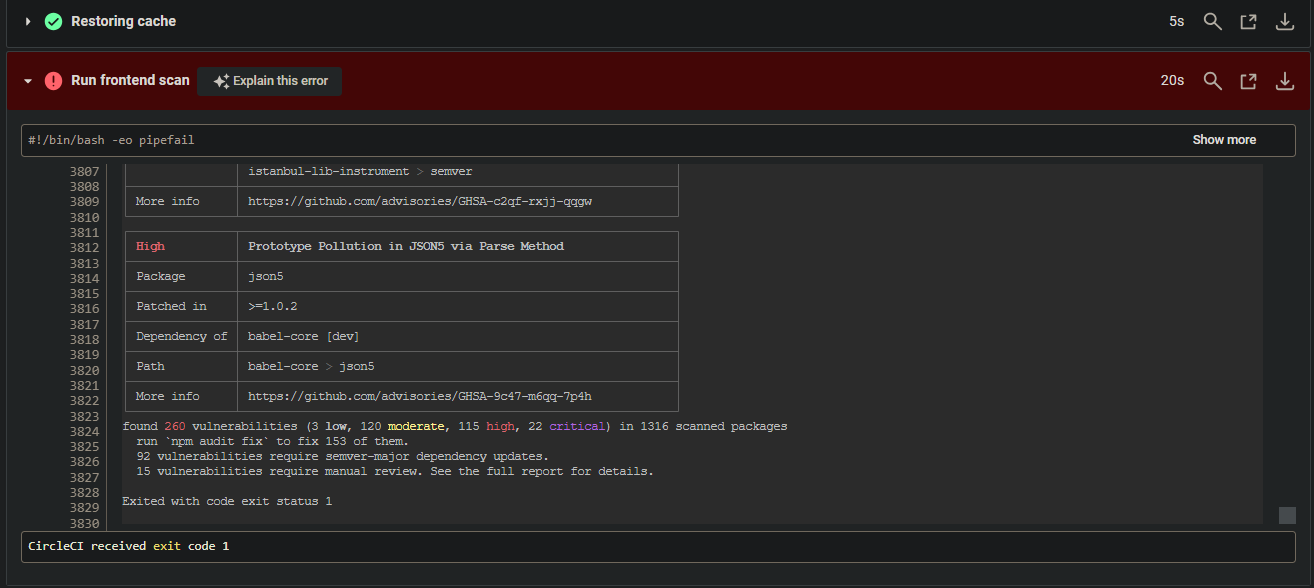 Restoring cache 5s
Run frontend scan Explain this error 20s
#!/bin/bash -eo pipefail Show more
3807 istanbul-lib-instrument > semver
3808
3809 More info https://github.com/advisories/GHSA-c2qf-rxjj-qqgw
3810
3811
3812 High Prototype Pollution in JSON5 via Parse Method
3813
3814 Package json5
3815
3816 Patched in >=1.0.2
3817
3818 Dependency of babel-core [dev]
3819
3820 Path babel-core > json5
3821
3822 More info https://github.com/advisories/GHSA-9c47-m6qq-7p4h
3823
3824 found 260 vulnerabilities (3 low, 120 moderate, 115 high, 22 critical) in 1316 scanned packages
3825 run `npm audit fix` to fix 153 of them.
3826 92 vulnerabilities require semver-major dependency updates.
3827 15 vulnerabilities require manual review. See the full report for details.
3828
3829 Exited with code exit status 1
3830
CircleCI received exit code 1